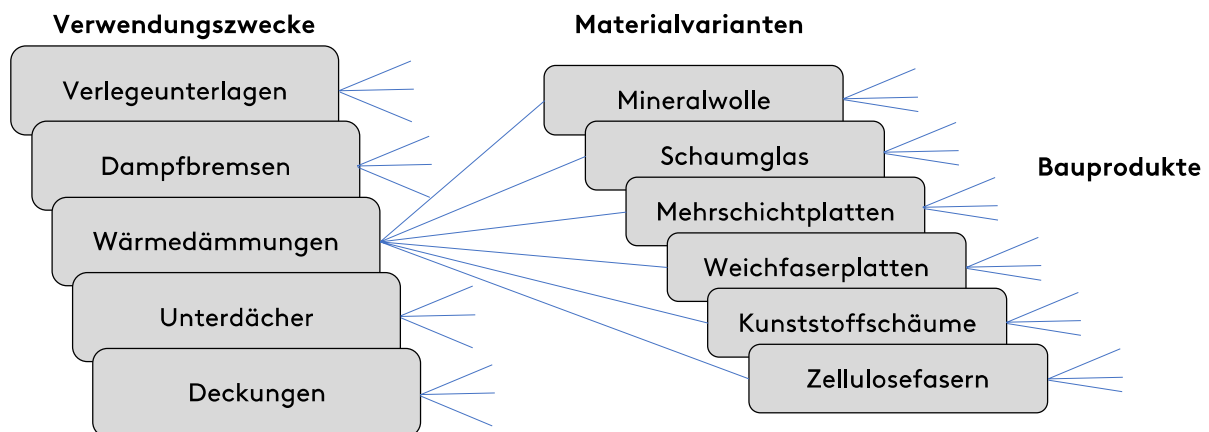 Verwendungszwecke
Verlegeunterlagen
Dampfbremsen
Wärmedämmungen
Unterdächer
Deckungen
Materialvarianten
Mineralwolle
Schaumglas
Mehrschichtplatten
Weichfaserplatten
Kunststoffschäume
Zellulosefasern
Bauprodukte